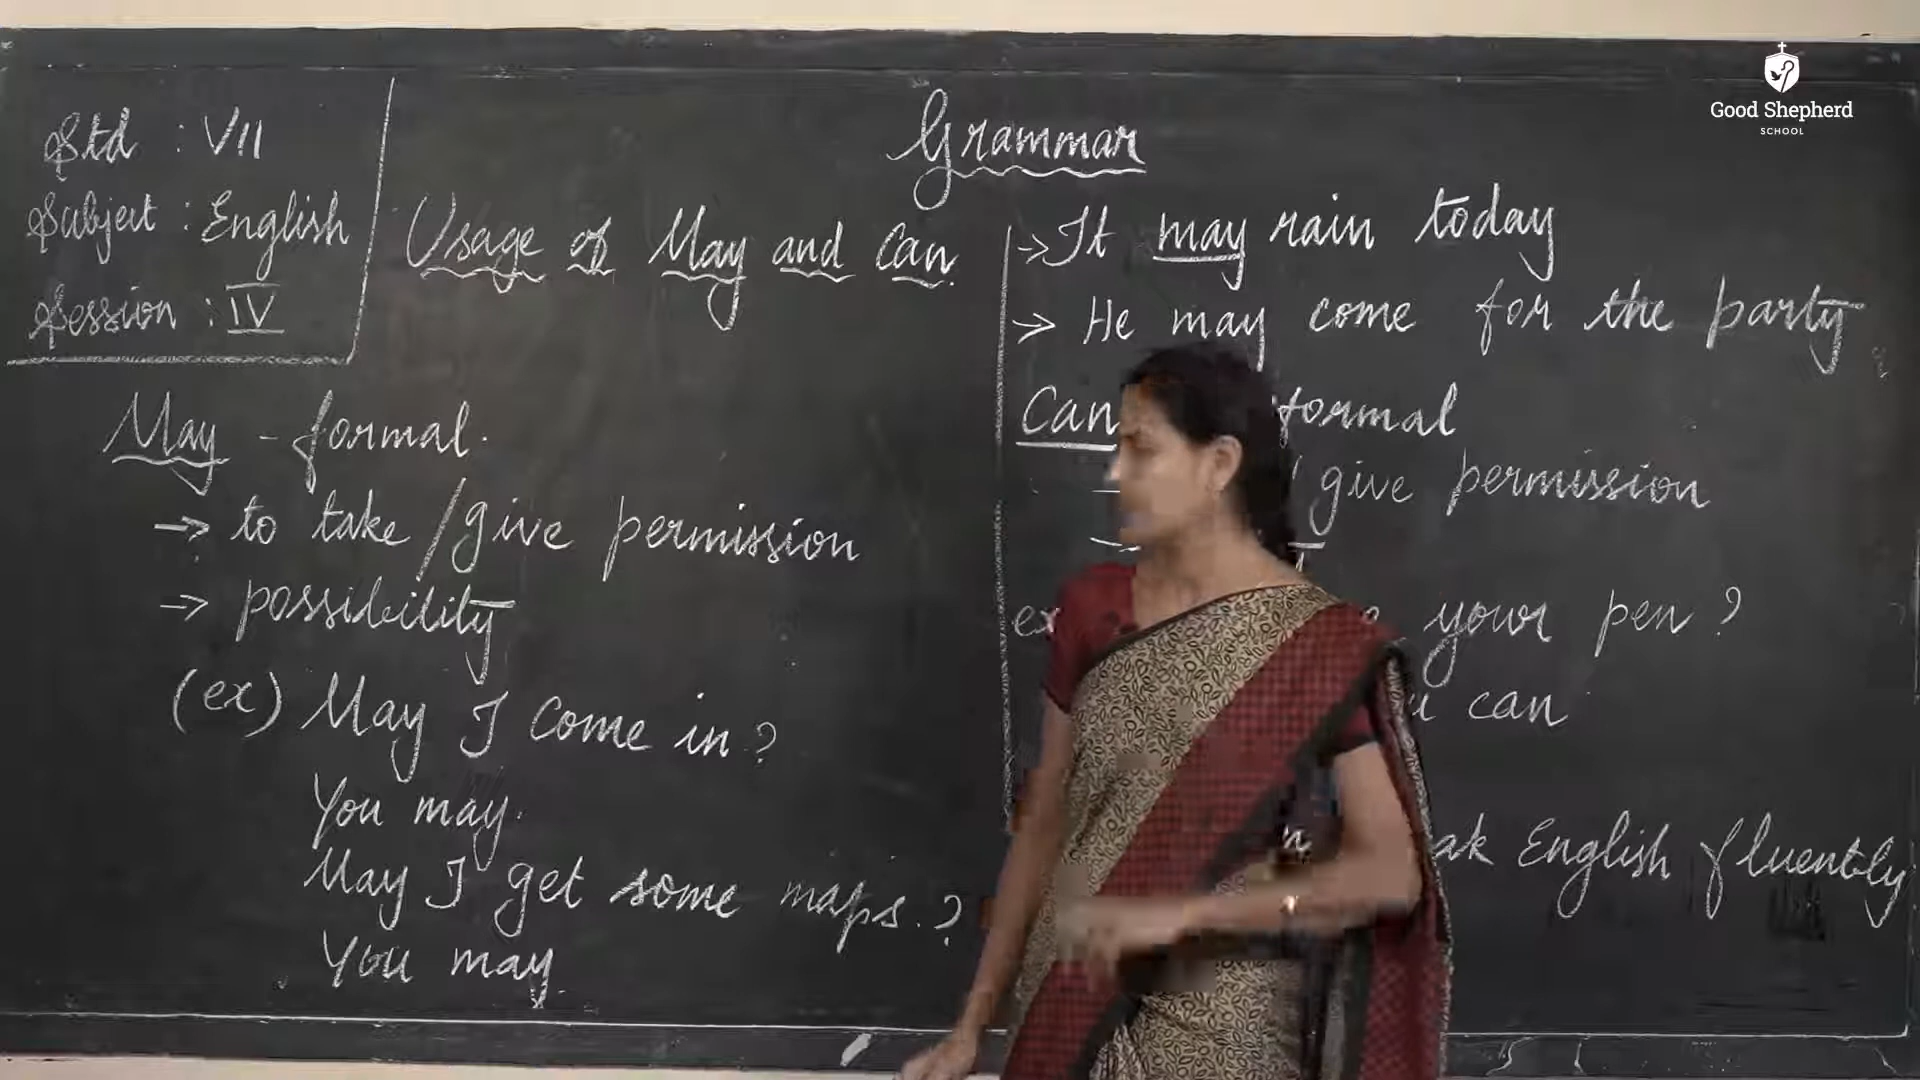 Std : VII
Subject : English
Session : IV
Grammar
Usage of May and Can.
May - formal.
→ to take / give permission
→ possibility
(ex) May I come in ?
You may.
May I get some maps. ?
You may
→ It may rain today
→ He may come for the party
Can formal
/ give permission
ex your pen ?
can
English fluently
Good Shepherd
SCHOOL